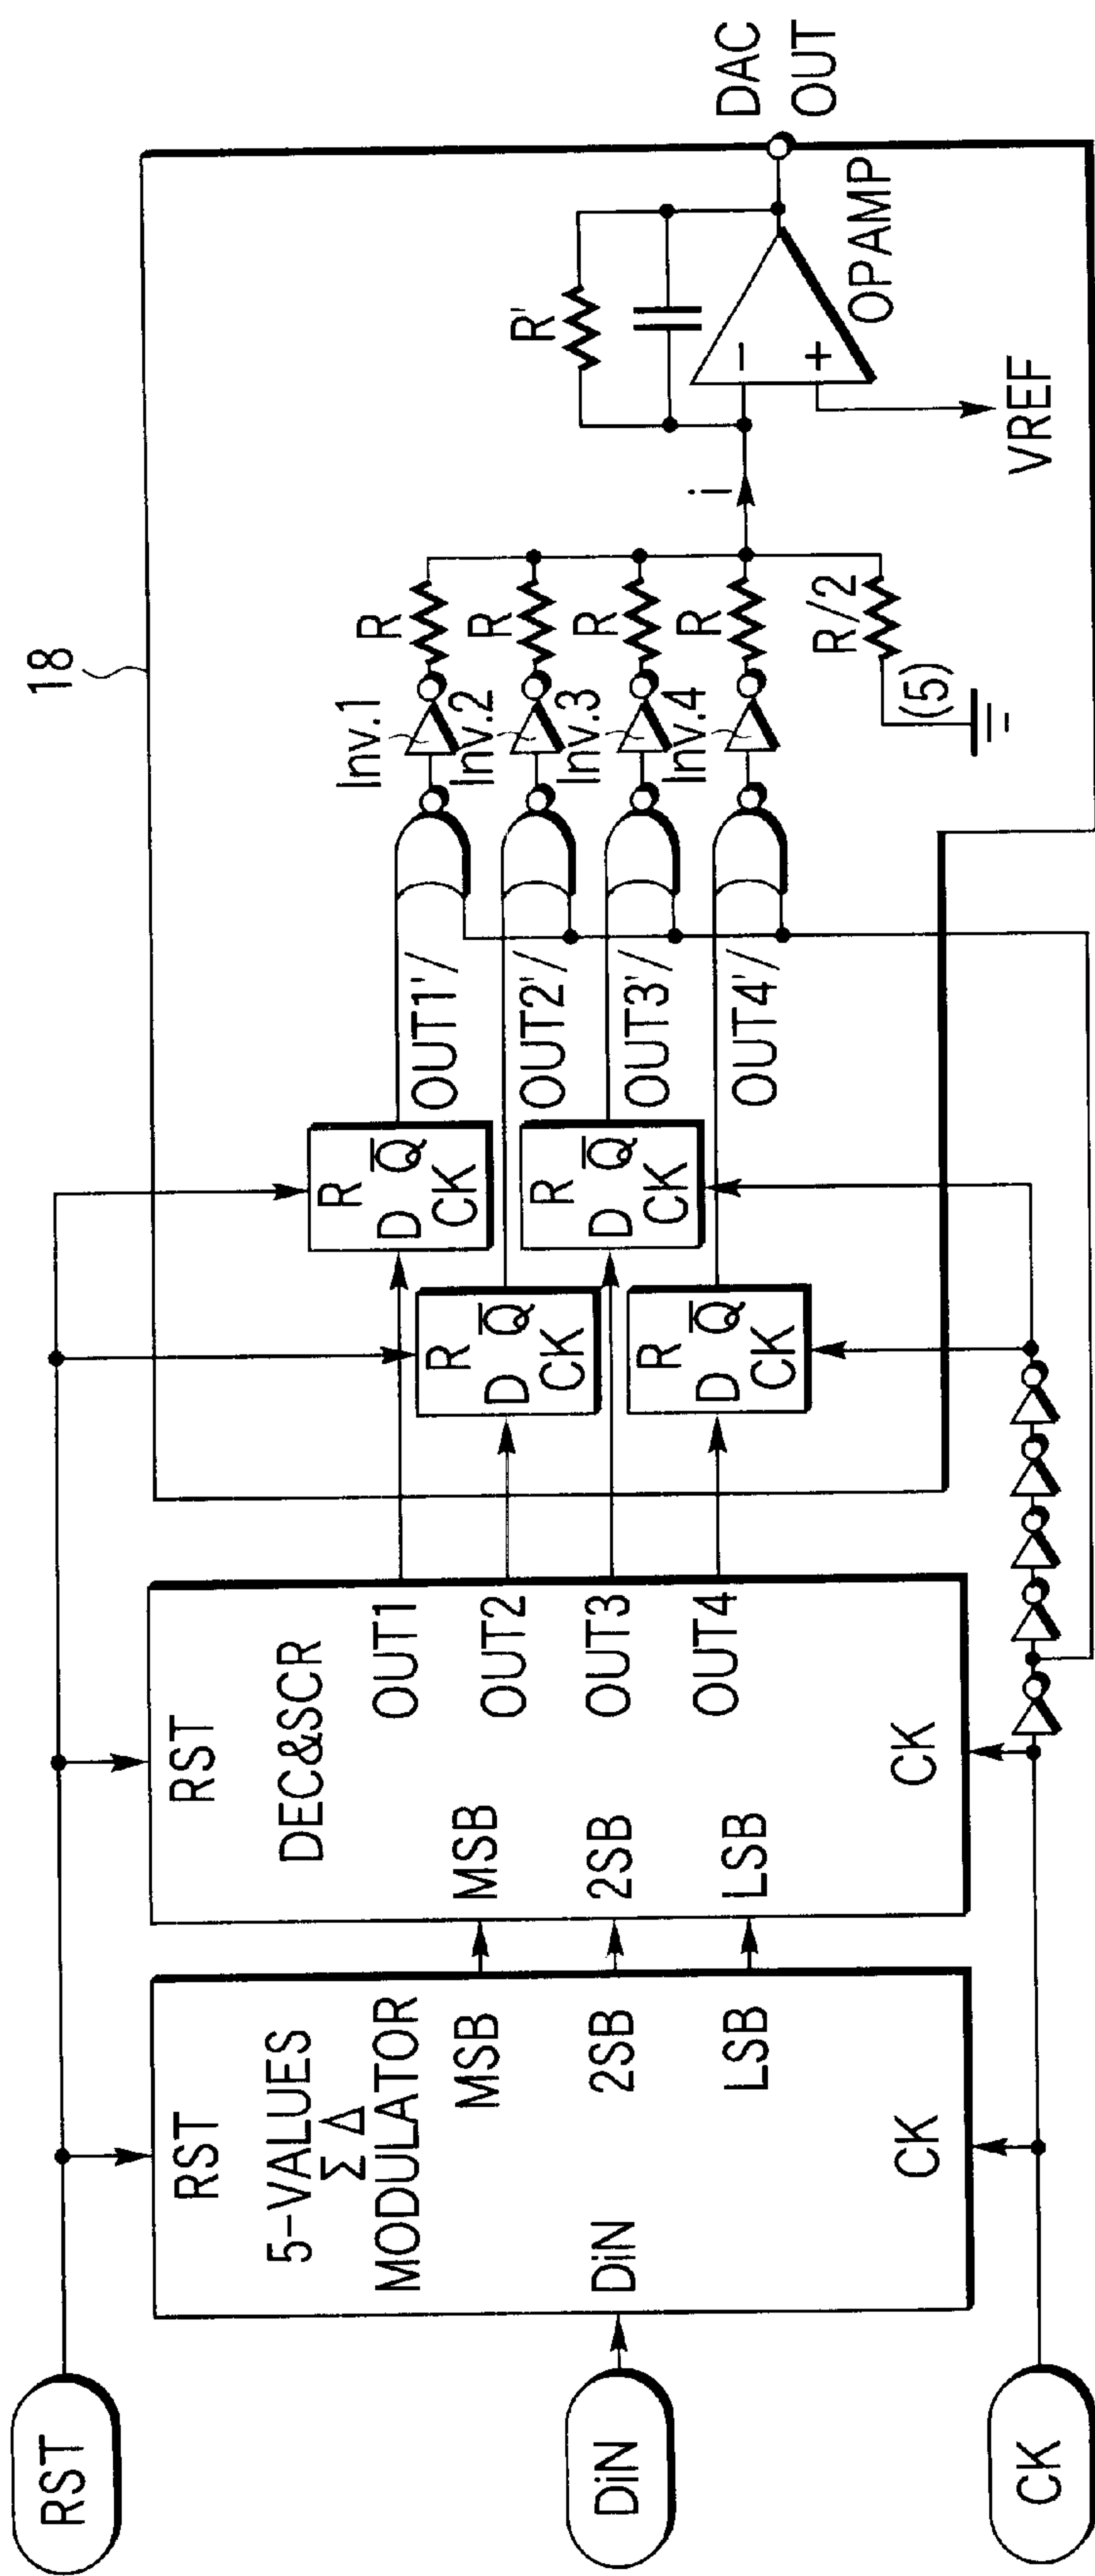 18
RST
RST
5-VALUES
Σ Δ
MODULATOR
MSB
2SB
LSB
DiN
CK
DiN
CK
RST
DEC&SCR
MSB
2SB
LSB
OUT1
OUT2
OUT3
OUT4
CK
R
D Q̅
CK
R
D Q̅
CK
R
D Q̅
CK
R
D Q̅
CK
OUT1'/
OUT2'/
OUT3'/
OUT4'/
Inv.1
Inv.2
Inv.3
Inv.4
R
R
R
R
R/2
(5)
i
R'
−
+
OPAMP
VREF
DAC
OUT